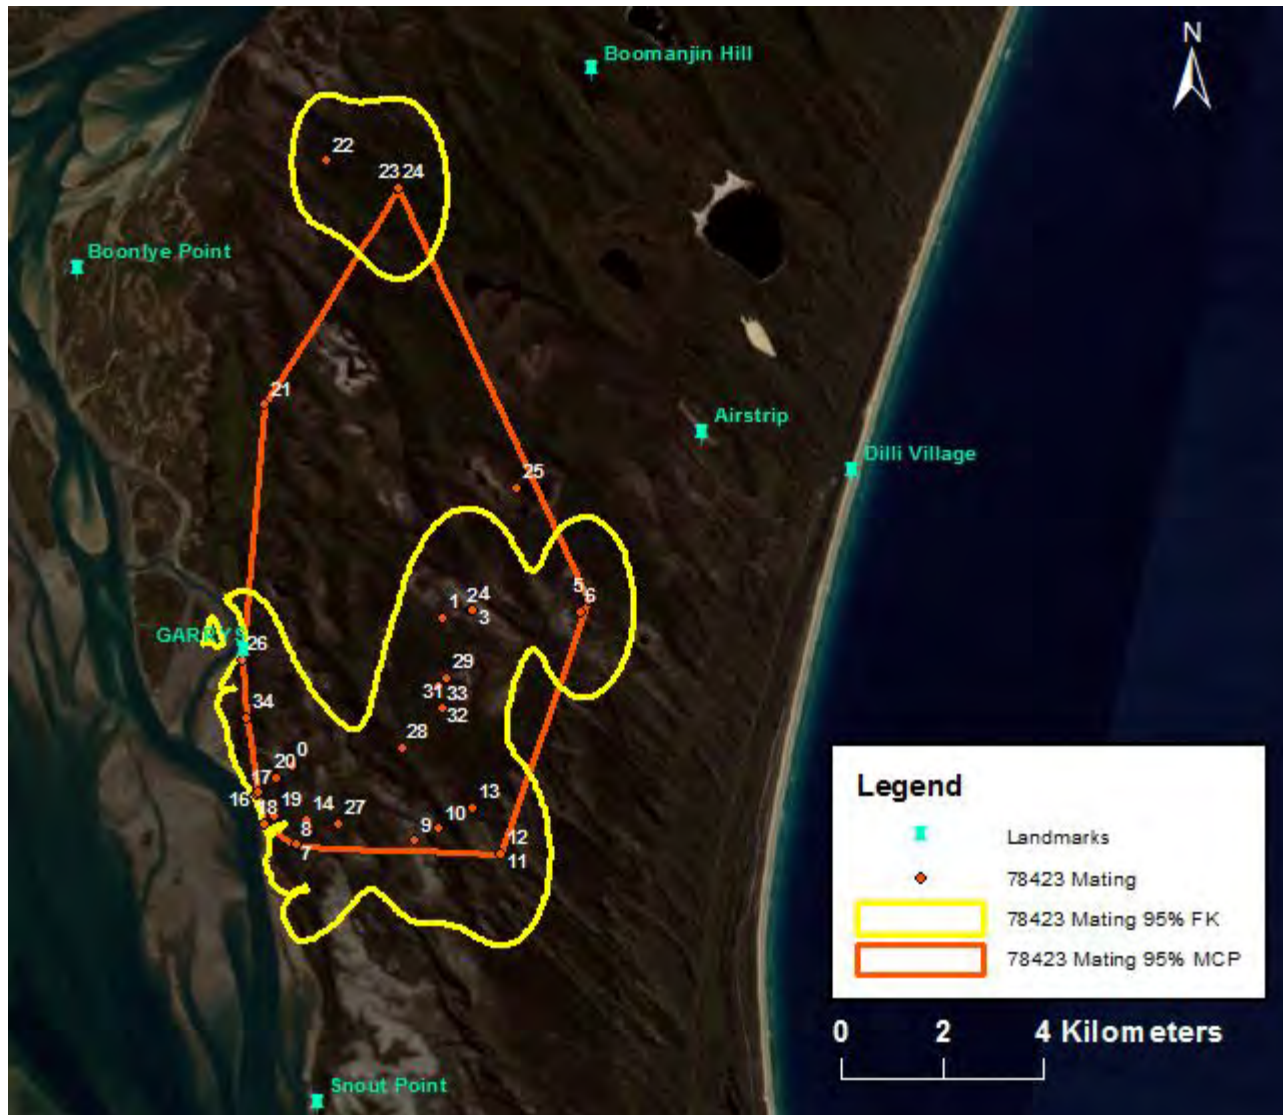 Boomanjin Hill
N
22
23 24
Boonlye Point
21
Airstrip
Dilli Village
25
5
6
1
24
3
GARRYS
26
29
31
33
32
34
28
0
20
17
16
13
19
14
27
18
10
8
9
12
7
11
Legend
Landmarks
78423 Mating
78423 Mating 95% FK
78423 Mating 95% MCP
0 2 4 Kilometers
Snout Point